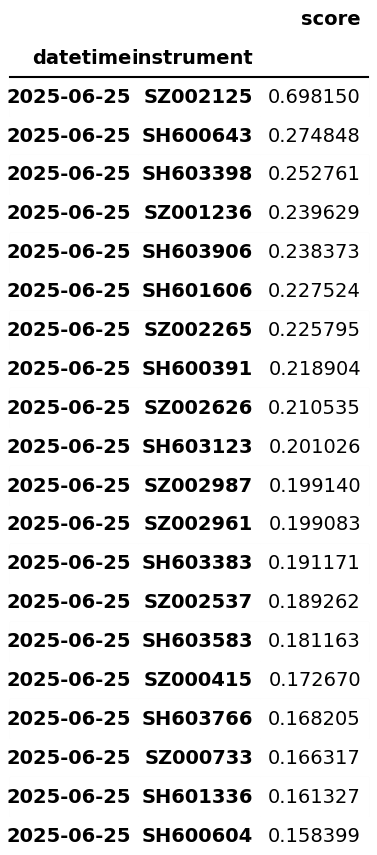 score
datetime instrument
2025-06-25 SZ002125 0.698150
2025-06-25 SH600643 0.274848
2025-06-25 SH603398 0.252761
2025-06-25 SZ001236 0.239629
2025-06-25 SH603906 0.238373
2025-06-25 SH601606 0.227524
2025-06-25 SZ002265 0.225795
2025-06-25 SH600391 0.218904
2025-06-25 SZ002626 0.210535
2025-06-25 SH603123 0.201026
2025-06-25 SZ002987 0.199140
2025-06-25 SZ002961 0.199083
2025-06-25 SH603383 0.191171
2025-06-25 SZ002537 0.189262
2025-06-25 SH603583 0.181163
2025-06-25 SZ000415 0.172670
2025-06-25 SH603766 0.168205
2025-06-25 SZ000733 0.166317
2025-06-25 SH601336 0.161327
2025-06-25 SH600604 0.158399